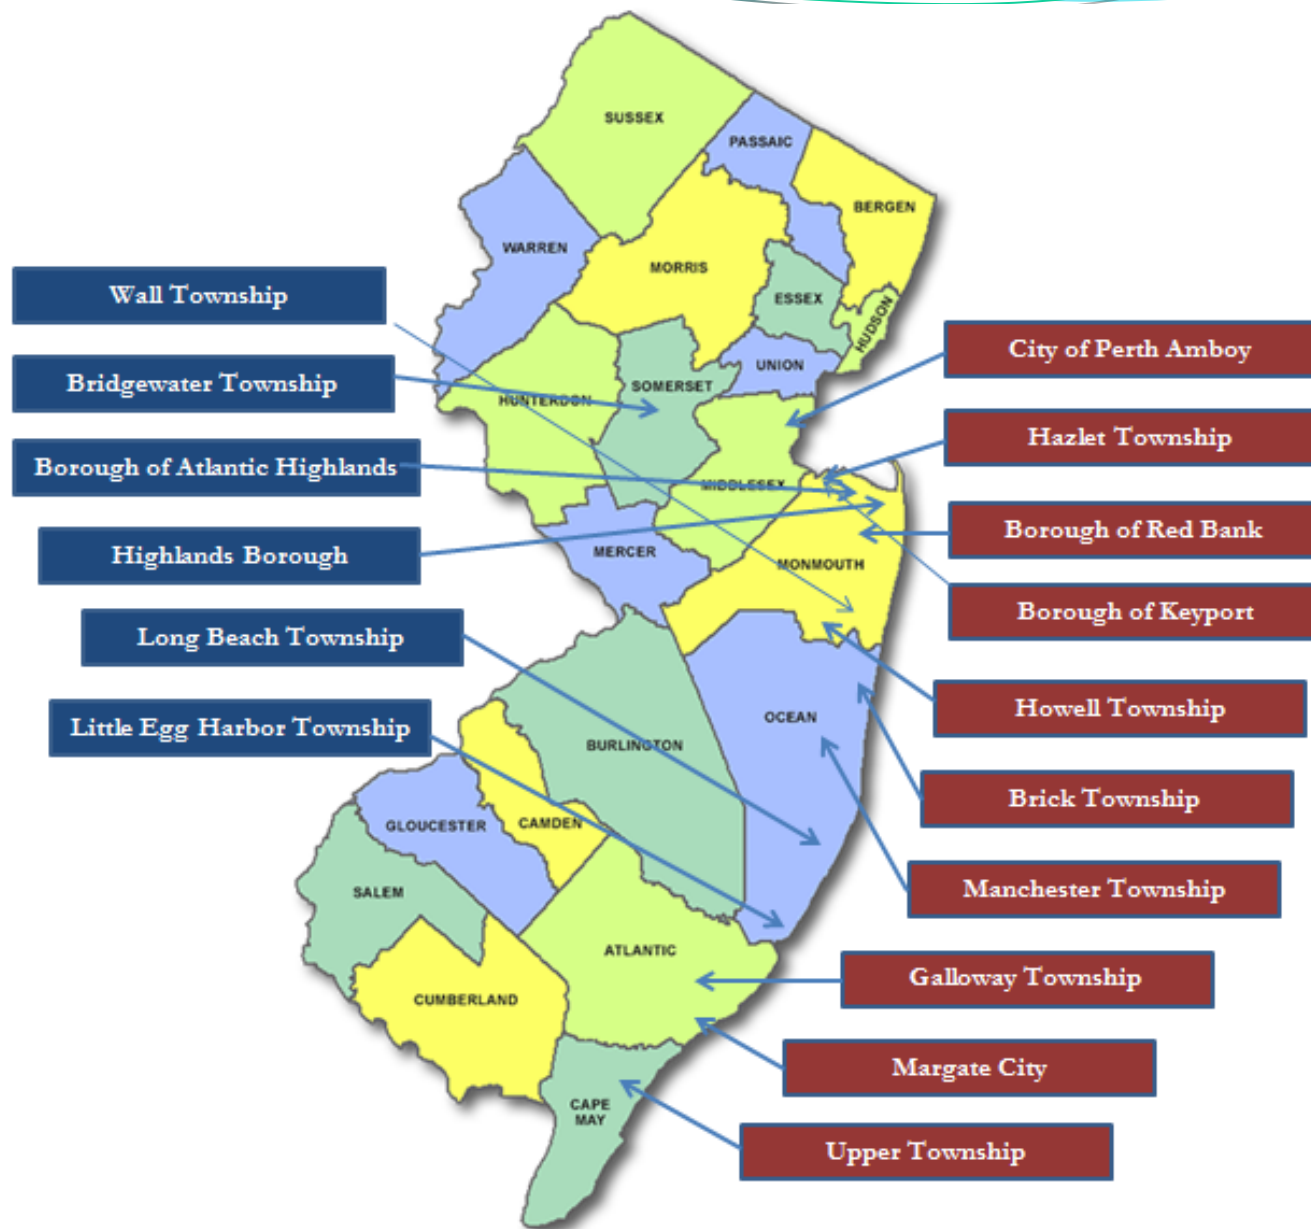 SUSSEX
PASSAIC
BERGEN
WARREN
MORRIS
ESSEX
HUDSON
UNION
SOMERSET
HUNTERDON
MIDDLESEX
MERCER
MONMOUTH
OCEAN
BURLINGTON
CAMDEN
GLOUCESTER
SALEM
ATLANTIC
CUMBERLAND
CAPE
MAY
Wall Township
Bridgewater Township
Borough of Atlantic Highlands
Highlands Borough
Long Beach Township
Little Egg Harbor Township
City of Perth Amboy
Hazlet Township
Borough of Red Bank
Borough of Keyport
Howell Township
Brick Township
Manchester Township
Galloway Township
Margate City
Upper Township